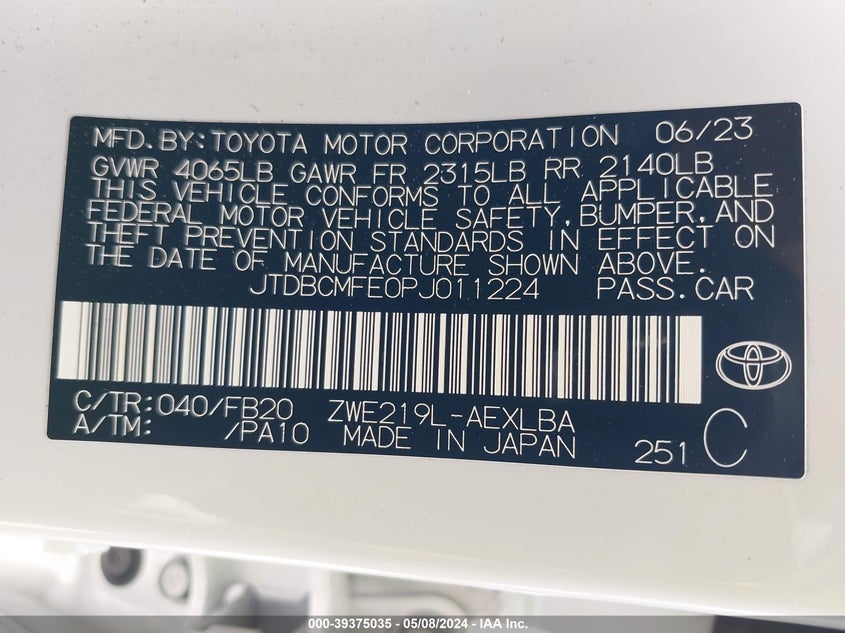 MFD.BY:TOYOTA MOTOR CORPORATION 06/23
GVWR 4065LB GAWR FR 2315LB RR 2140LB
THIS VEHICLE CONFORMS TO ALL APPLICABLE
FEDERAL MOTOR VEHICLE SAFETY,BUMPER,AND
THEFT PREVENTION STANDARDS IN EFFECT ON
THE DATE OF MANUFACTURE SHOWN ABOVE.
JTDBCMFE0PJ011224 PASS.CAR
C/TR:040/FB20 ZWE219L-AEXLBA
A/TM: /PA10 MADE IN JAPAN 251 C
000-39375035 - 05/08/2024 - IAA Inc.